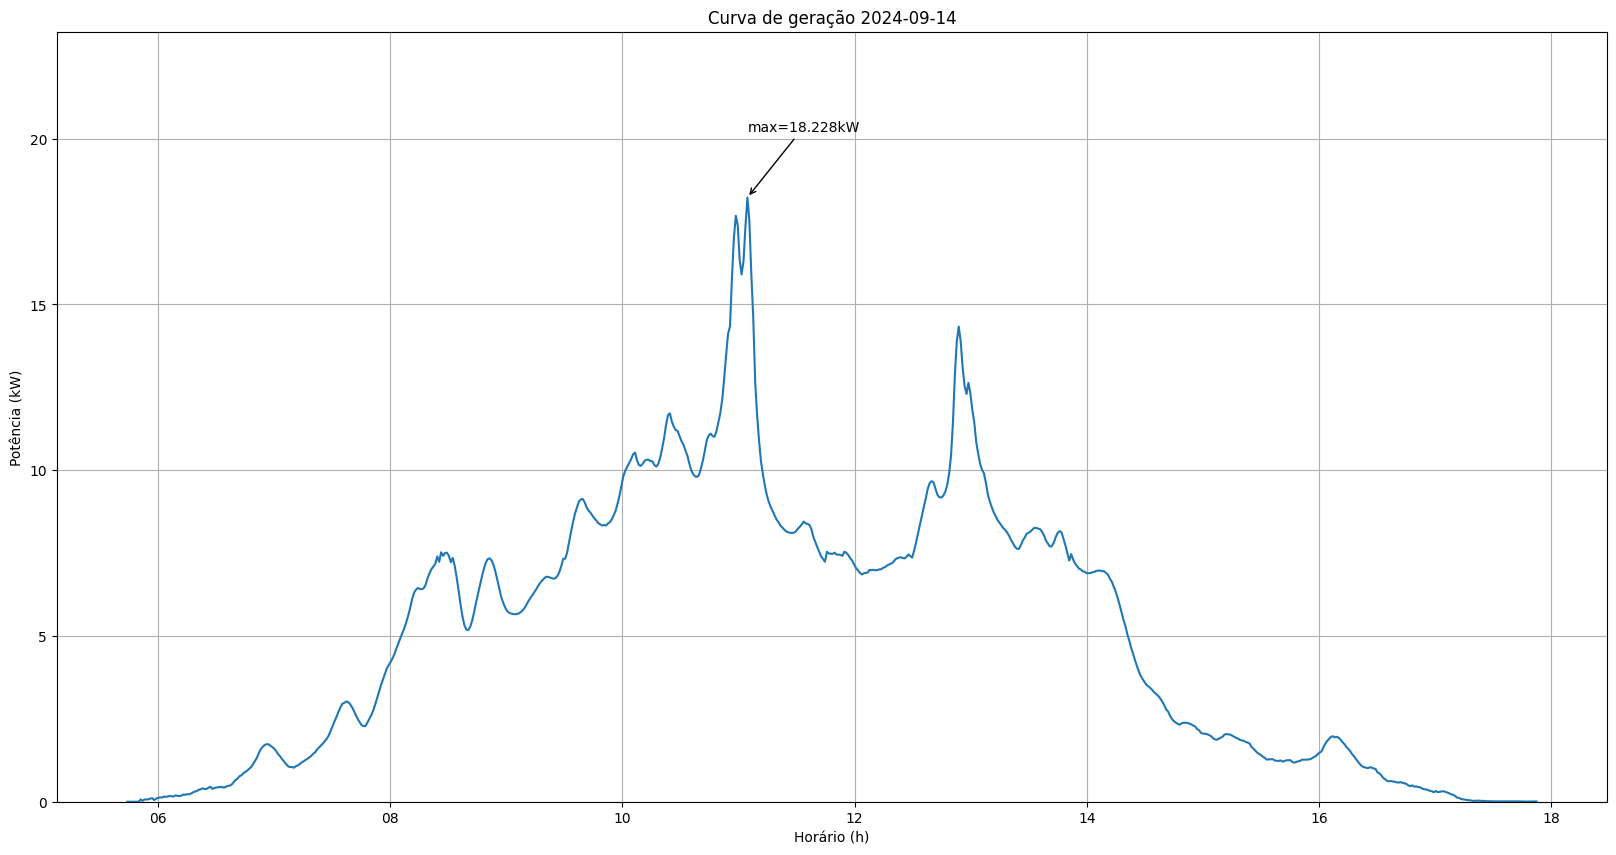 Curva de geração 2024-09-14
max=18.228kW
Potência (kW)
20
15
10
5
0
06 08 10 12 14 16 18
Horário (h)